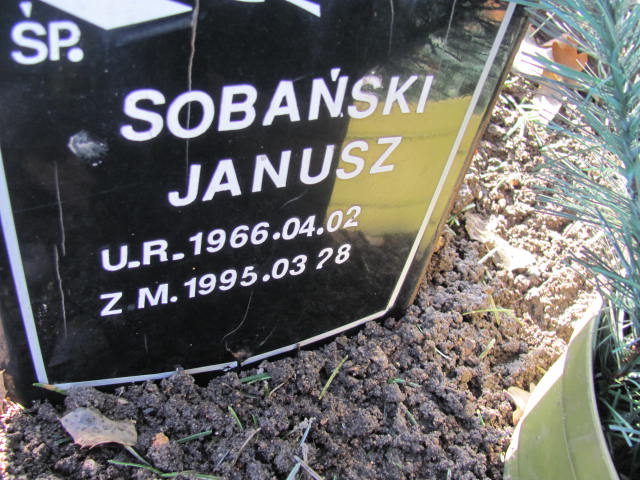 ŚP.
SOBAŃSKI
JANUSZ
U.R. 1966.04.02
Z M. 1995.03 28